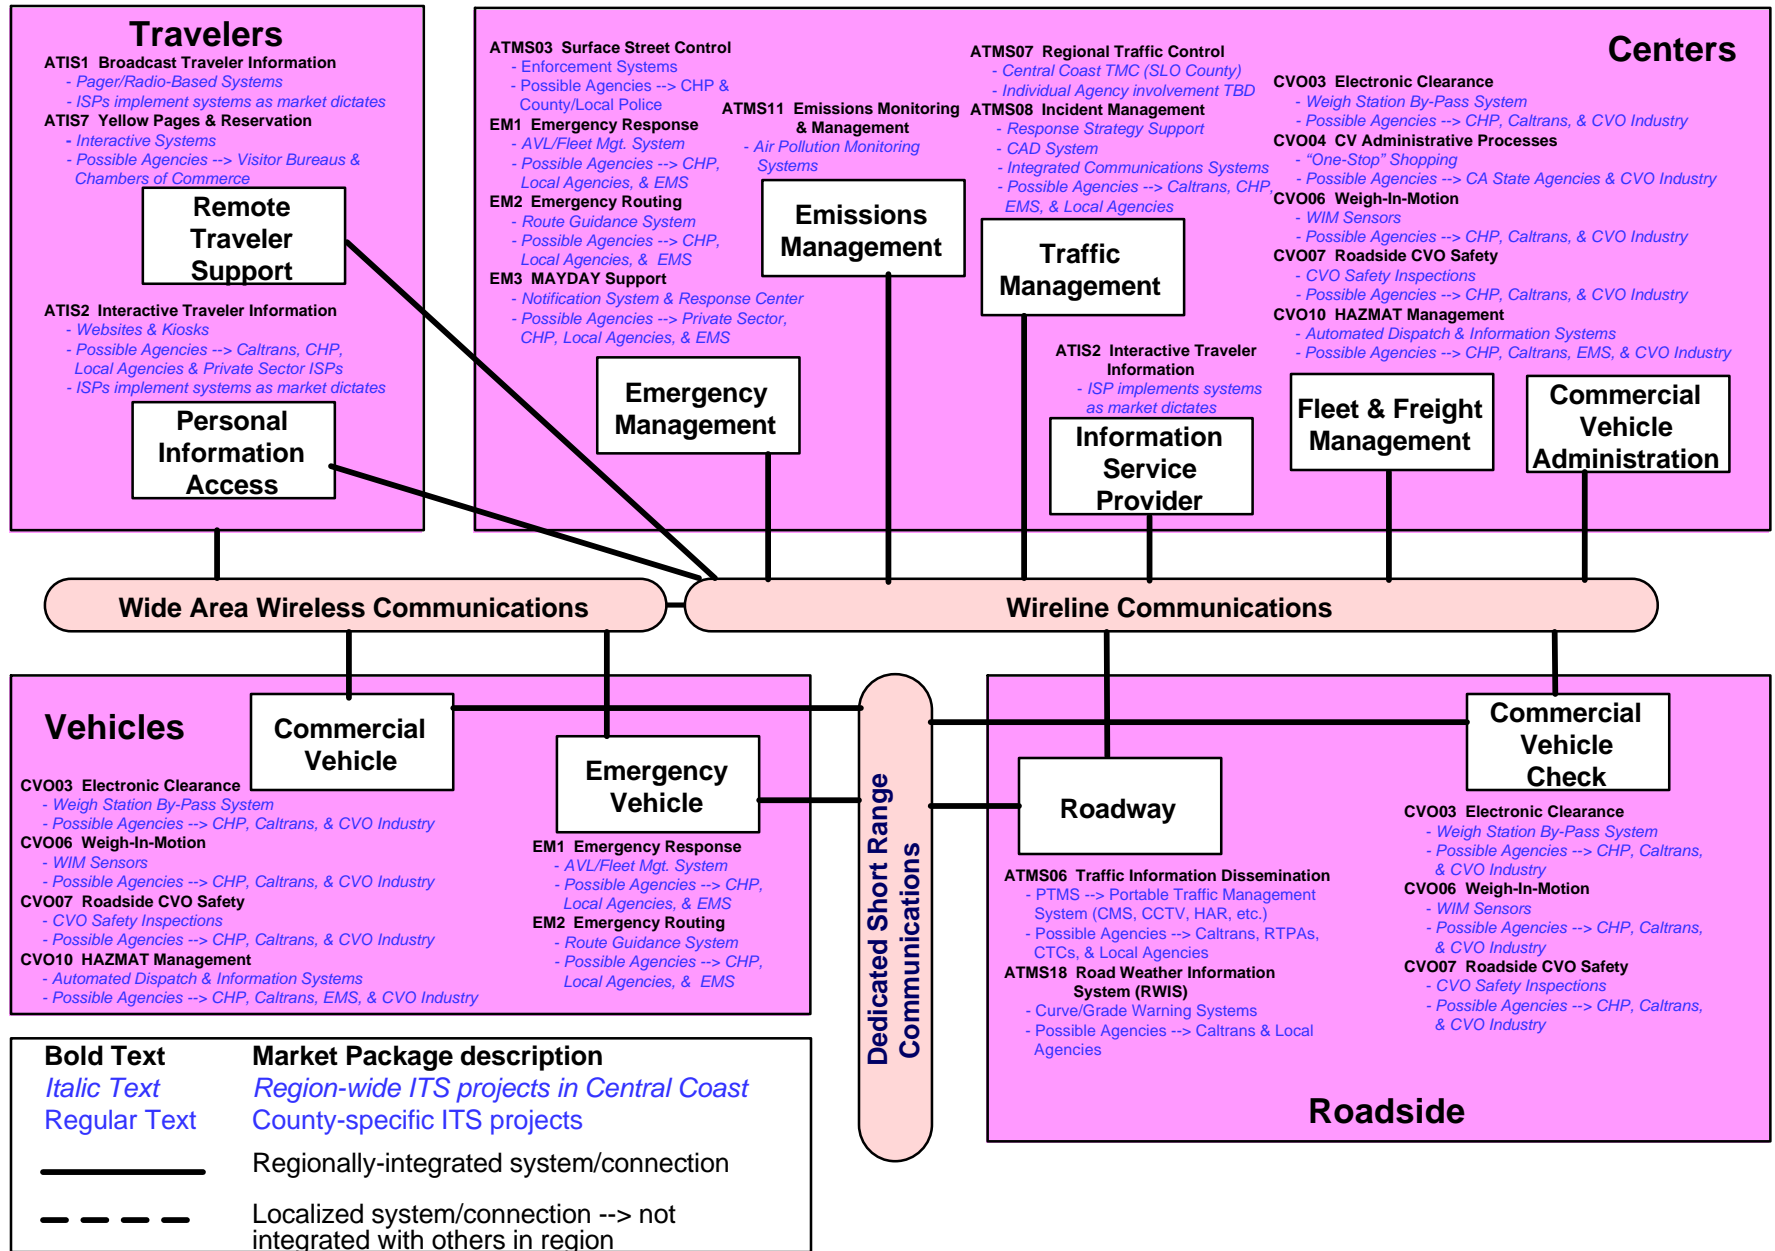 Travelers
ATIS1 Broadcast Traveler Information
- Pager/Radio-Based Systems
- ISPs implement systems as market dictates
ATIS7 Yellow Pages & Reservation
- Interactive Systems
- Possible Agencies --> Visitor Bureaus &
Chambers of Commerce
Remote
Traveler
Support
ATIS2 Interactive Traveler Information
- Websites & Kiosks
- Possible Agencies --> Caltrans, CHP,
Local Agencies & Private Sector ISPs
- ISPs implement systems as market dictates
Personal
Information
Access
Centers
ATMS03 Surface Street Control
- Enforcement Systems
- Possible Agencies --> CHP &
County/Local Police
EM1 Emergency Response
- AVL/Fleet Mgt. System
- Possible Agencies --> CHP,
Local Agencies, & EMS
EM2 Emergency Routing
- Route Guidance System
- Possible Agencies --> CHP,
Local Agencies, & EMS
EM3 MAYDAY Support
- Notification System & Response Center
- Possible Agencies --> Private Sector,
CHP, Local Agencies, & EMS
Emergency
Management
ATMS11 Emissions Monitoring
& Management
- Air Pollution Monitoring
Systems
Emissions
Management
ATMS07 Regional Traffic Control
- Central Coast TMC (SLO County)
- Individual Agency involvement TBD
ATMS08 Incident Management
- Response Strategy Support
- CAD System
- Integrated Communications Systems
- Possible Agencies --> Caltrans, CHP,
EMS, & Local Agencies
Traffic
Management
ATIS2 Interactive Traveler
Information
- ISP implements systems
as market dictates
Information
Service
Provider
CVO03 Electronic Clearance
- Weigh Station By-Pass System
- Possible Agencies --> CHP, Caltrans, & CVO Industry
CVO04 CV Administrative Processes
- “One-Stop” Shopping
- Possible Agencies --> CA State Agencies & CVO Industry
CVO06 Weigh-In-Motion
- WIM Sensors
- Possible Agencies --> CHP, Caltrans, & CVO Industry
CVO07 Roadside CVO Safety
- CVO Safety Inspections
- Possible Agencies --> CHP, Caltrans, & CVO Industry
CVO10 HAZMAT Management
- Automated Dispatch & Information Systems
- Possible Agencies --> CHP, Caltrans, EMS, & CVO Industry
Fleet & Freight
Management
Commercial
Vehicle
Administration
Wide Area Wireless Communications
Wireline Communications
Vehicles
Commercial
Vehicle
CVO03 Electronic Clearance
- Weigh Station By-Pass System
- Possible Agencies --> CHP, Caltrans, & CVO Industry
CVO06 Weigh-In-Motion
- WIM Sensors
- Possible Agencies --> CHP, Caltrans, & CVO Industry
CVO07 Roadside CVO Safety
- CVO Safety Inspections
- Possible Agencies --> CHP, Caltrans, & CVO Industry
CVO10 HAZMAT Management
- Automated Dispatch & Information Systems
- Possible Agencies --> CHP, Caltrans, EMS, & CVO Industry
Emergency
Vehicle
EM1 Emergency Response
- AVL/Fleet Mgt. System
- Possible Agencies --> CHP,
Local Agencies, & EMS
EM2 Emergency Routing
- Route Guidance System
- Possible Agencies --> CHP,
Local Agencies, & EMS
Dedicated Short Range
Communications
Roadway
ATMS06 Traffic Information Dissemination
- PTMS --> Portable Traffic Management
System (CMS, CCTV, HAR, etc.)
- Possible Agencies --> Caltrans, RTPAs,
CTCs, & Local Agencies
ATMS18 Road Weather Information
System (RWIS)
- Curve/Grade Warning Systems
- Possible Agencies --> Caltrans & Local
Agencies
Commercial
Vehicle
Check
CVO03 Electronic Clearance
- Weigh Station By-Pass System
- Possible Agencies --> CHP, Caltrans,
& CVO Industry
CVO06 Weigh-In-Motion
- WIM Sensors
- Possible Agencies --> CHP, Caltrans,
& CVO Industry
CVO07 Roadside CVO Safety
- CVO Safety Inspections
- Possible Agencies --> CHP, Caltrans,
& CVO Industry
Roadside
Bold Text Market Package description
Italic Text Region-wide ITS projects in Central Coast
Regular Text County-specific ITS projects
Regionally-integrated system/connection
Localized system/connection --> not
integrated with others in region